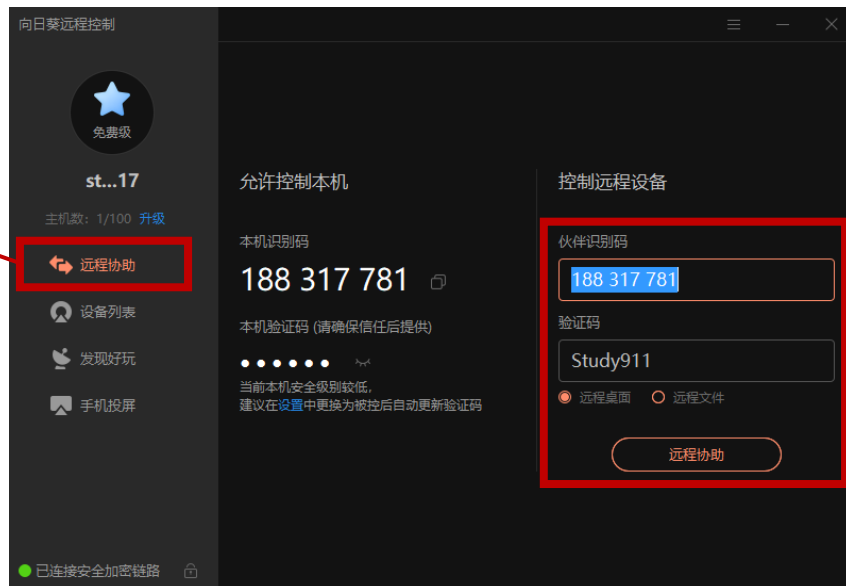 向日葵远程控制
免费级
st...17
主机数：1/100 升级
远程协助
设备列表
发现好玩
手机投屏
已连接安全加密链路
允许控制本机
本机识别码
188 317 781
本机验证码 (请确保信任后提供)
当前本机安全级别较低，
建议在设置中更换为被控后自动更新验证码
控制远程设备
伙伴识别码
188 317 781
验证码
Study911
远程桌面 远程文件
远程协助